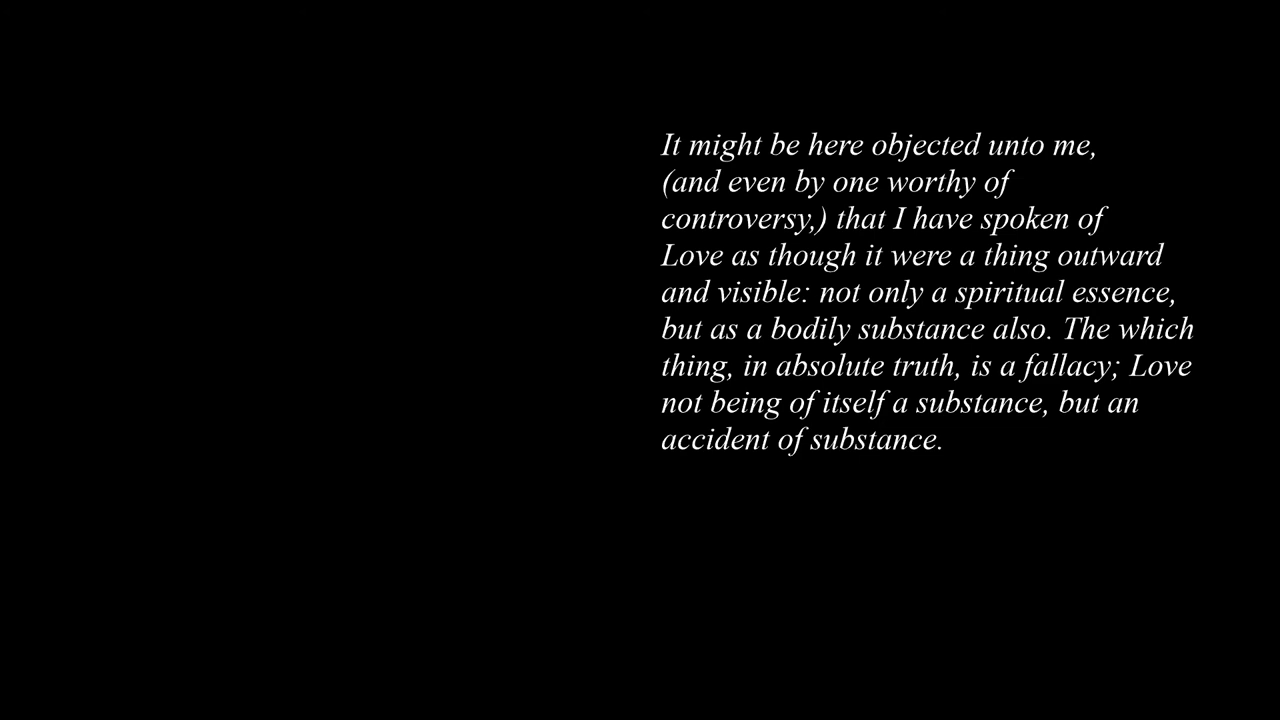 It might be here objected unto me,
(and even by one worthy of
controversy,) that I have spoken of
Love as though it were a thing outward
and visible: not only a spiritual essence,
but as a bodily substance also. The which
thing, in absolute truth, is a fallacy; Love
not being of itself a substance, but an
accident of substance.